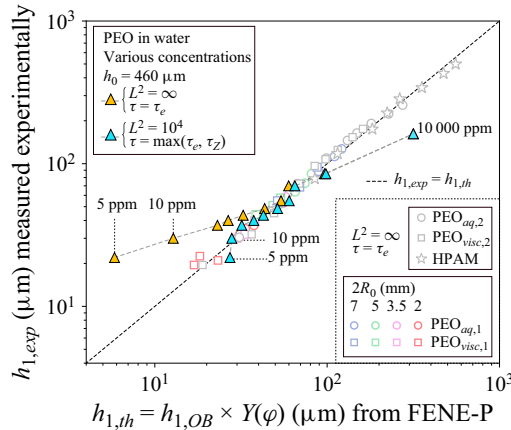 10³
PEO in water
Various concentrations
h₀ = 460 μm
L² = ∞
τ = τₑ
L² = 10⁴
τ = max(τₑ, τ_Z)
10 000 ppm
h₁,exp (μm) measured experimentally
10²
5 ppm
10 ppm
h₁,exp = h₁,th
L² = ∞
τ = τₑ
PEO_aq,2
PEO_visc,2
HPAM
10 ppm
5 ppm
2R₀ (mm)
7 5 3.5 2
PEO_aq,1
PEO_visc,1
10¹
10¹ 10² 10³
h₁,th = h₁,OB × Y(φ) (μm) from FENE-P